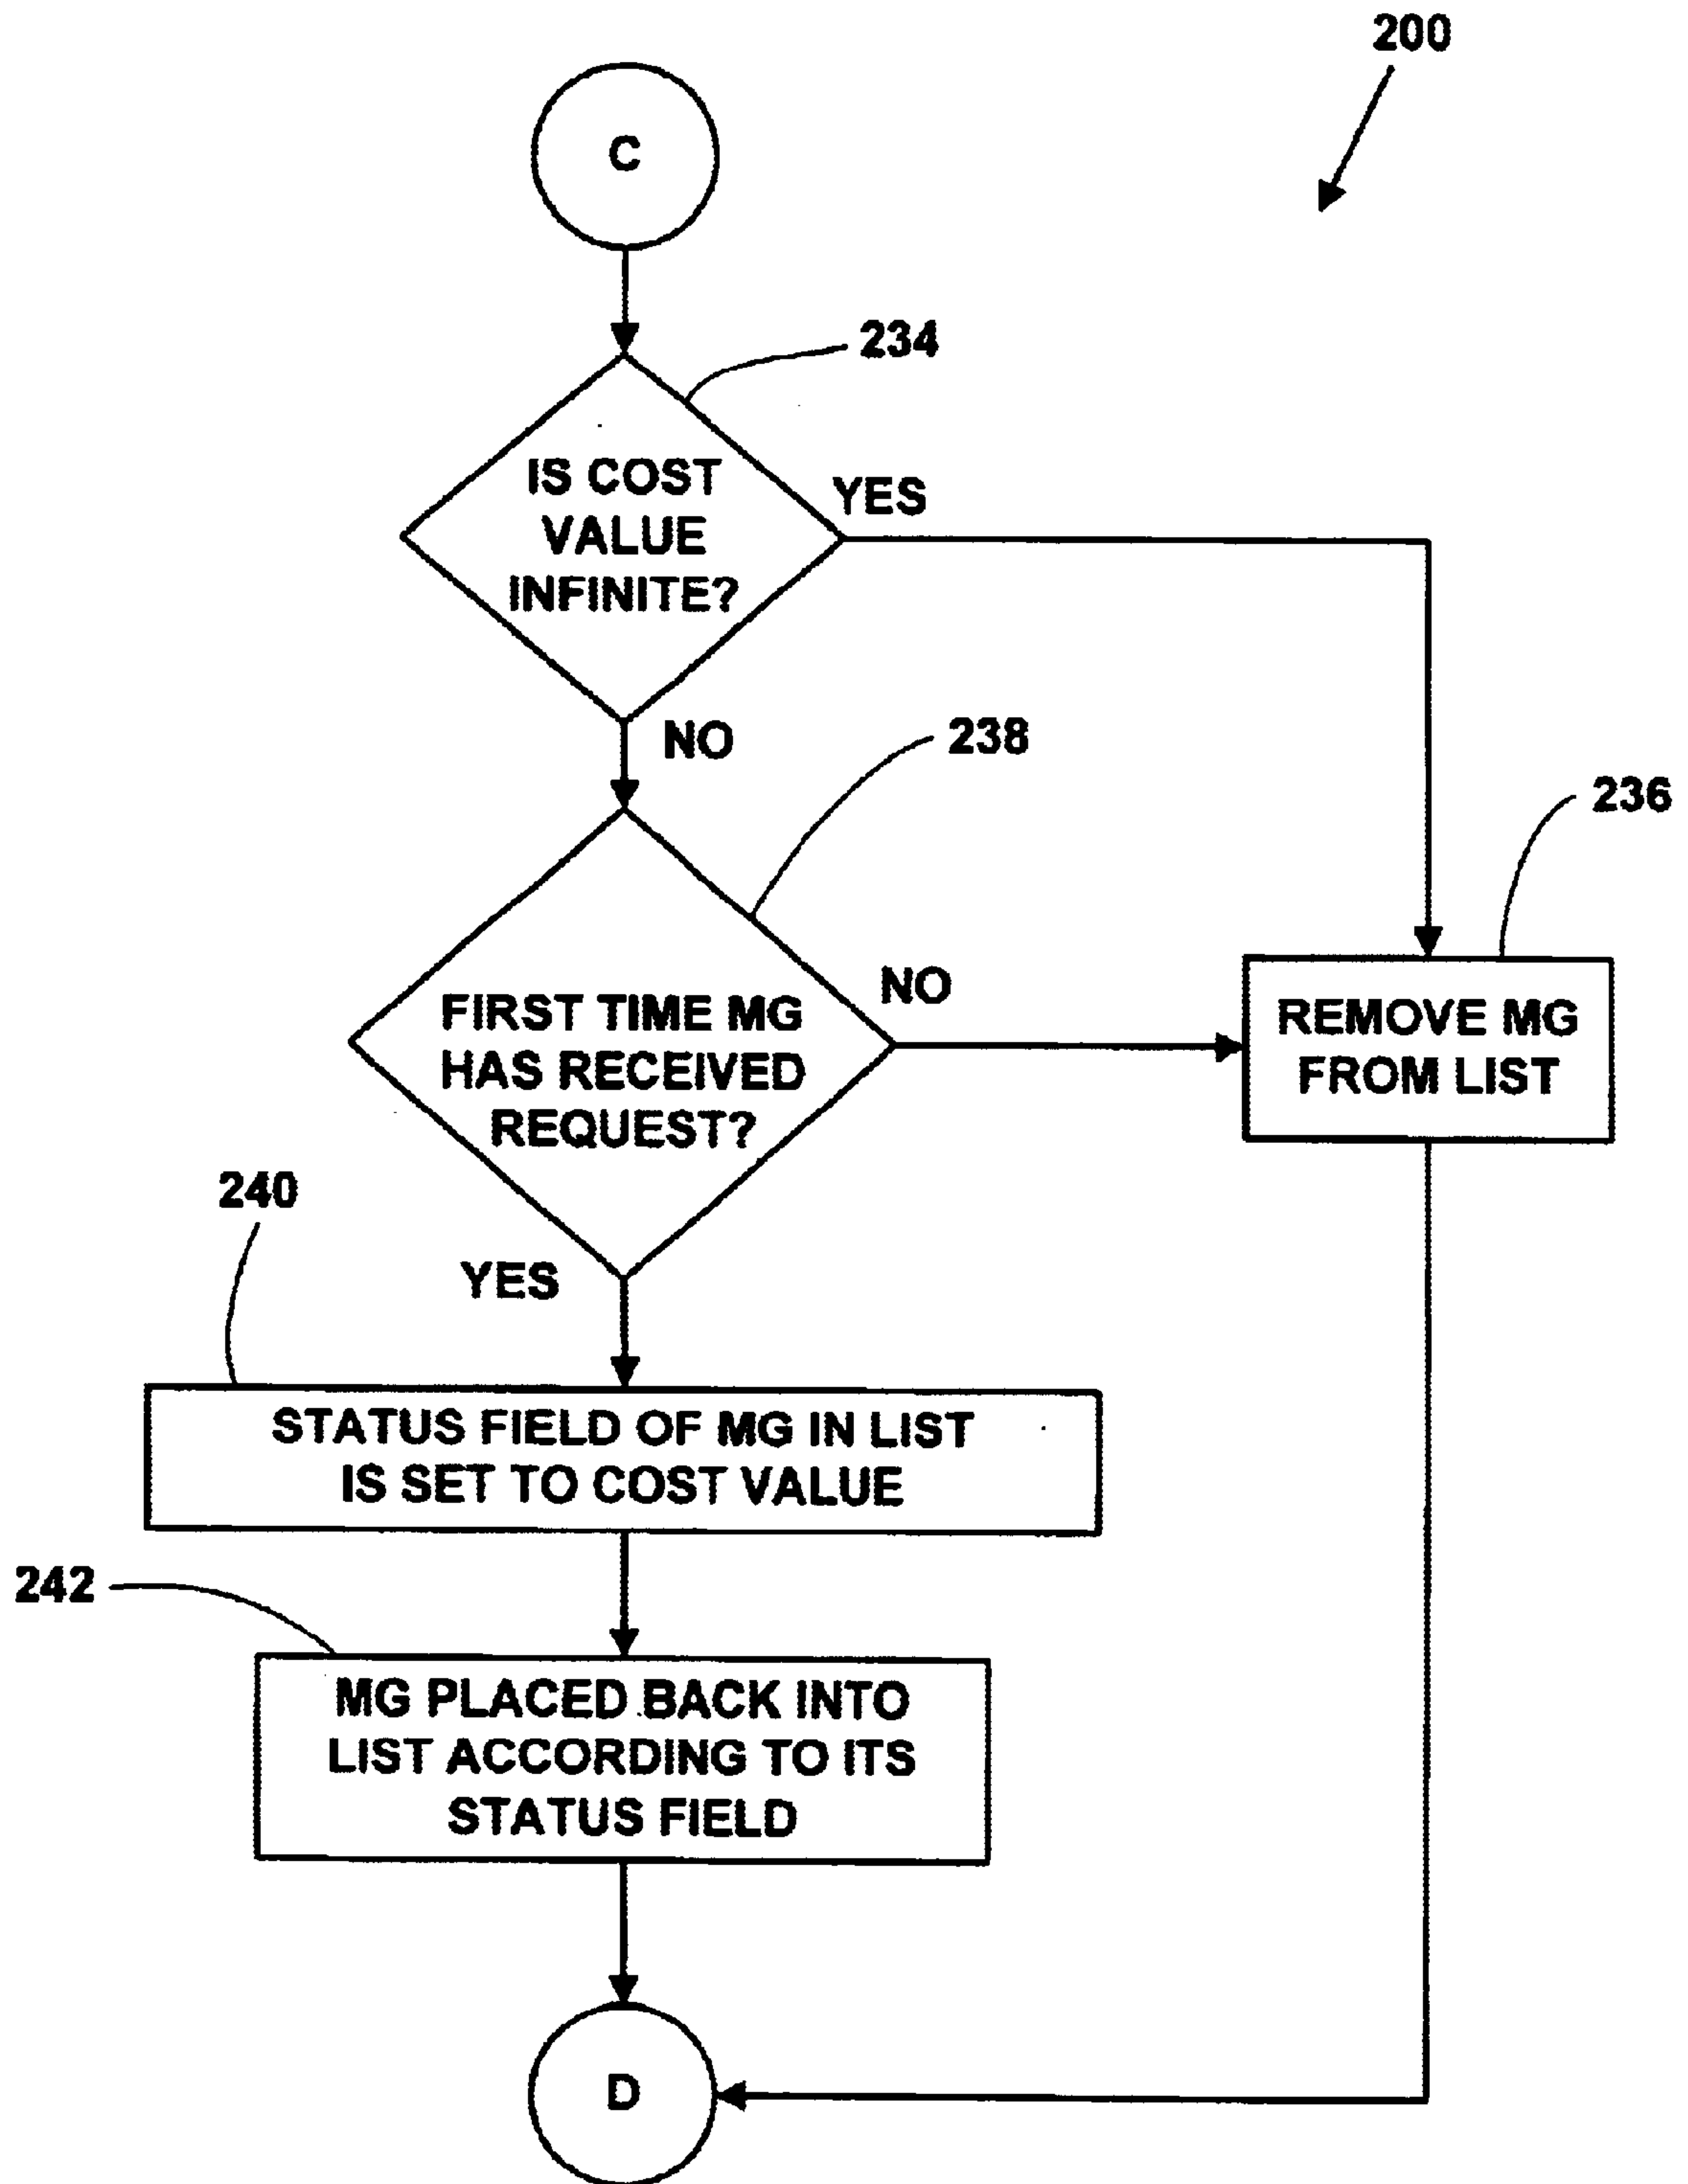 200
C
234
IS COST
VALUE
INFINITE?
YES
NO
238
236
FIRST TIME MG
HAS RECEIVED
REQUEST?
NO
REMOVE MG
FROM LIST
240
YES
STATUS FIELD OF MG IN LIST
IS SET TO COST VALUE
242
MG PLACED BACK INTO
LIST ACCORDING TO ITS
STATUS FIELD
D